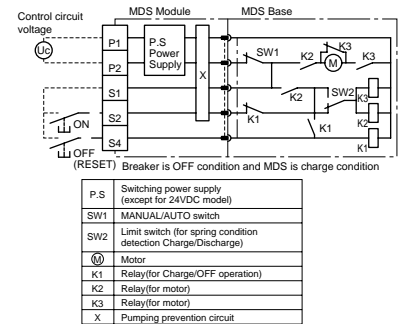 Control circuit
voltage
MDS Module
MDS Base
Uc
P1
P2
S1
S2
S4
P.S
Power
Supply
X
SW1
K2
K3
M
K3
K2
SW2
K3
K1
K1
K2
K1
ON
OFF
(RESET)
Breaker is OFF condition and MDS is charge condition
P.S Switching power supply
(except for 24VDC model)
SW1 MANUAL/AUTO switch
SW2 Limit switch (for spring condition
detection Charge/Discharge)
M Motor
K1 Relay(for Charge/OFF operation)
K2 Relay(for motor)
K3 Relay(for motor)
X Pumping prevention circuit